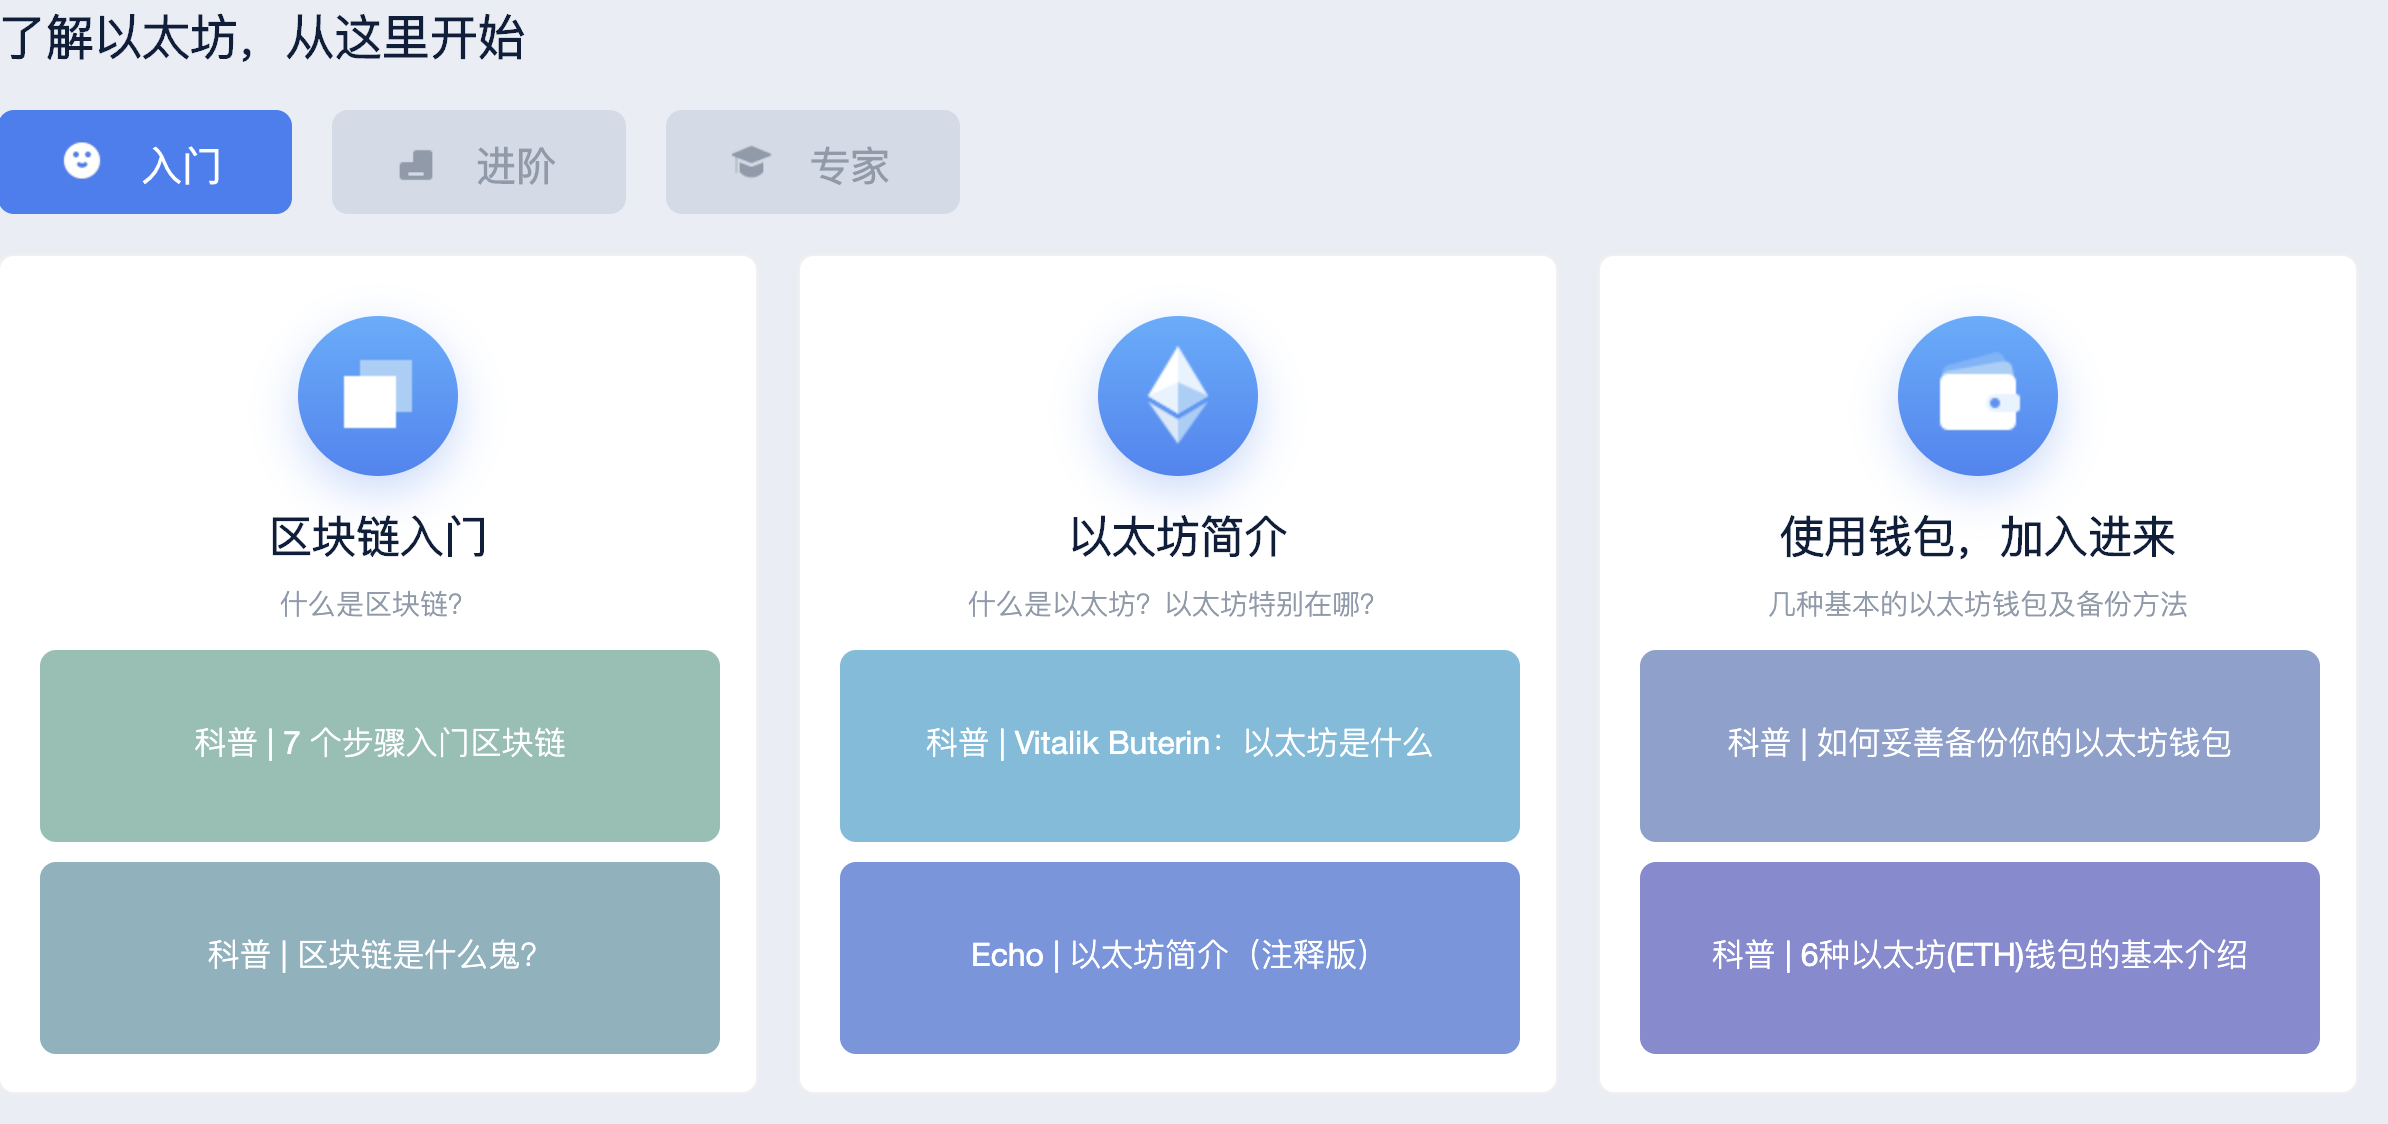 了解以太坊，从这里开始
入门
进阶
专家
区块链入门
什么是区块链？
科普 | 7 个步骤入门区块链
科普 | 区块链是什么鬼？
以太坊简介
什么是以太坊？以太坊特别在哪？
科普 | Vitalik Buterin：以太坊是什么
Echo | 以太坊简介（注释版）
使用钱包，加入进来
几种基本的以太坊钱包及备份方法
科普 | 如何妥善备份你的以太坊钱包
科普 | 6种以太坊(ETH)钱包的基本介绍